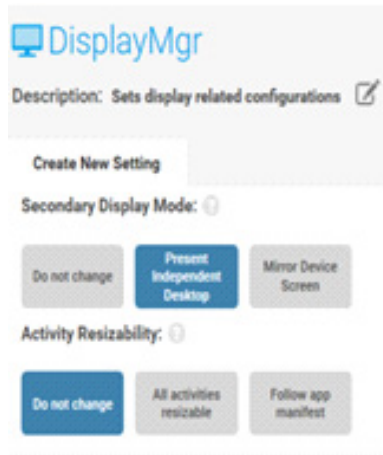 DisplayMgr
Description: Sets display related configurations
Create New Setting
Secondary Display Mode:
Do not change
Present
Independent
Desktop
Mirror Device
Screen
Activity Resizability:
Do not change
All activities
resizable
Follow app
manifest